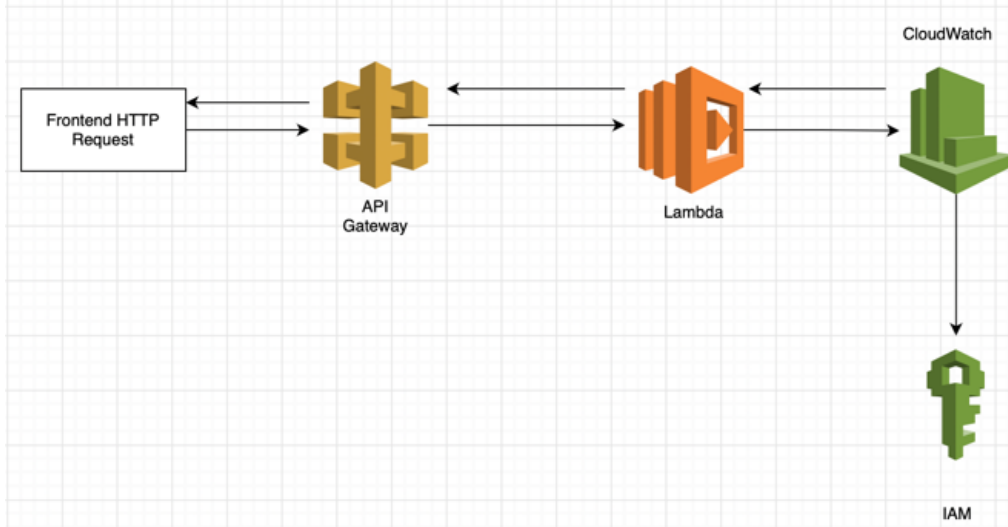 CloudWatch
Frontend HTTP
Request
API
Gateway
Lambda
IAM